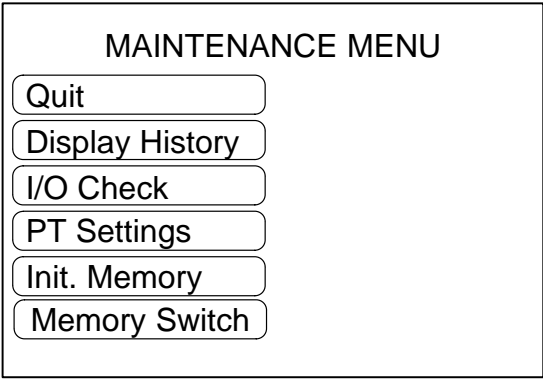 MAINTENANCE MENU
Quit
Display History
I/O Check
PT Settings
Init. Memory
Memory Switch